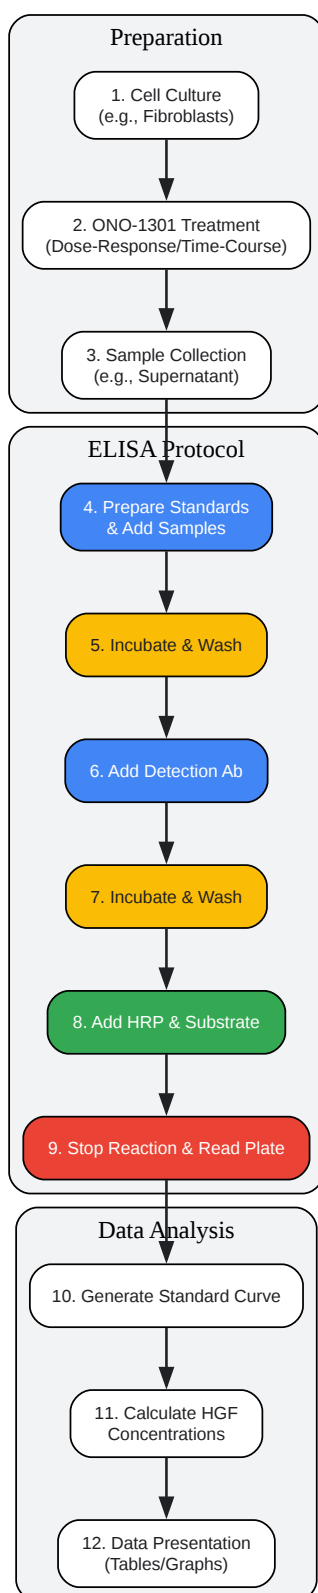 Preparation
1. Cell Culture
(e.g., Fibroblasts)
2. ONO-1301 Treatment
(Dose-Response/Time-Course)
3. Sample Collection
(e.g., Supernatant)
ELISA Protocol
4. Prepare Standards
& Add Samples
5. Incubate & Wash
6. Add Detection Ab
7. Incubate & Wash
8. Add HRP & Substrate
9. Stop Reaction & Read Plate
Data Analysis
10. Generate Standard Curve
11. Calculate HGF
Concentrations
12. Data Presentation
(Tables/Graphs)